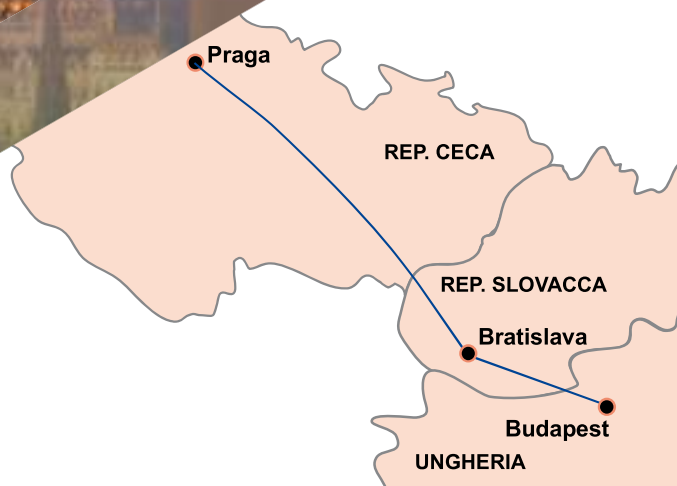 Praga
REP. CECA
REP. SLOVACCA
Bratislava
Budapest
UNGHERIA